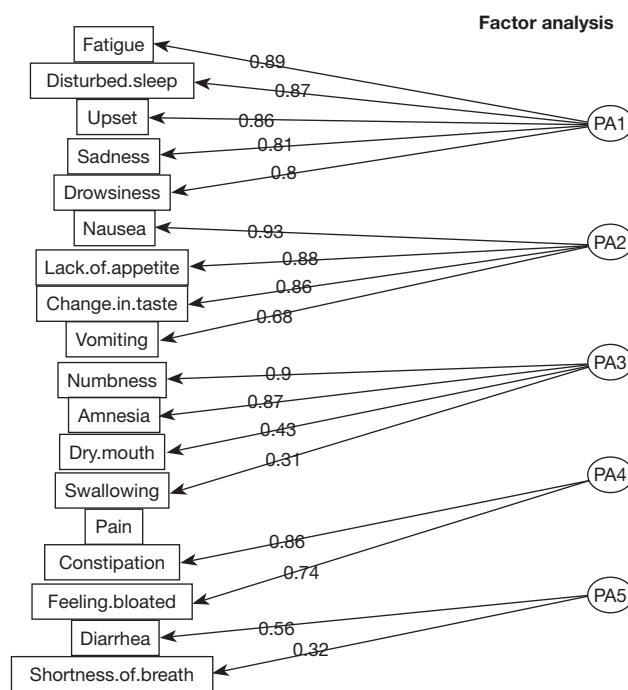 Factor analysis
Fatigue
0.89
Disturbed.sleep
0.87
Upset
0.86
PA1
Sadness
0.81
Drowsiness
0.8
Nausea
0.93
PA2
Lack.of.appetite
0.88
Change.in.taste
0.86
Vomiting
0.68
Numbness
0.9
PA3
Amnesia
0.87
Dry.mouth
0.43
Swallowing
0.31
PA4
Pain
Constipation
0.86
Feeling.bloated
0.74
PA5
Diarrhea
0.56
Shortness.of.breath
0.32